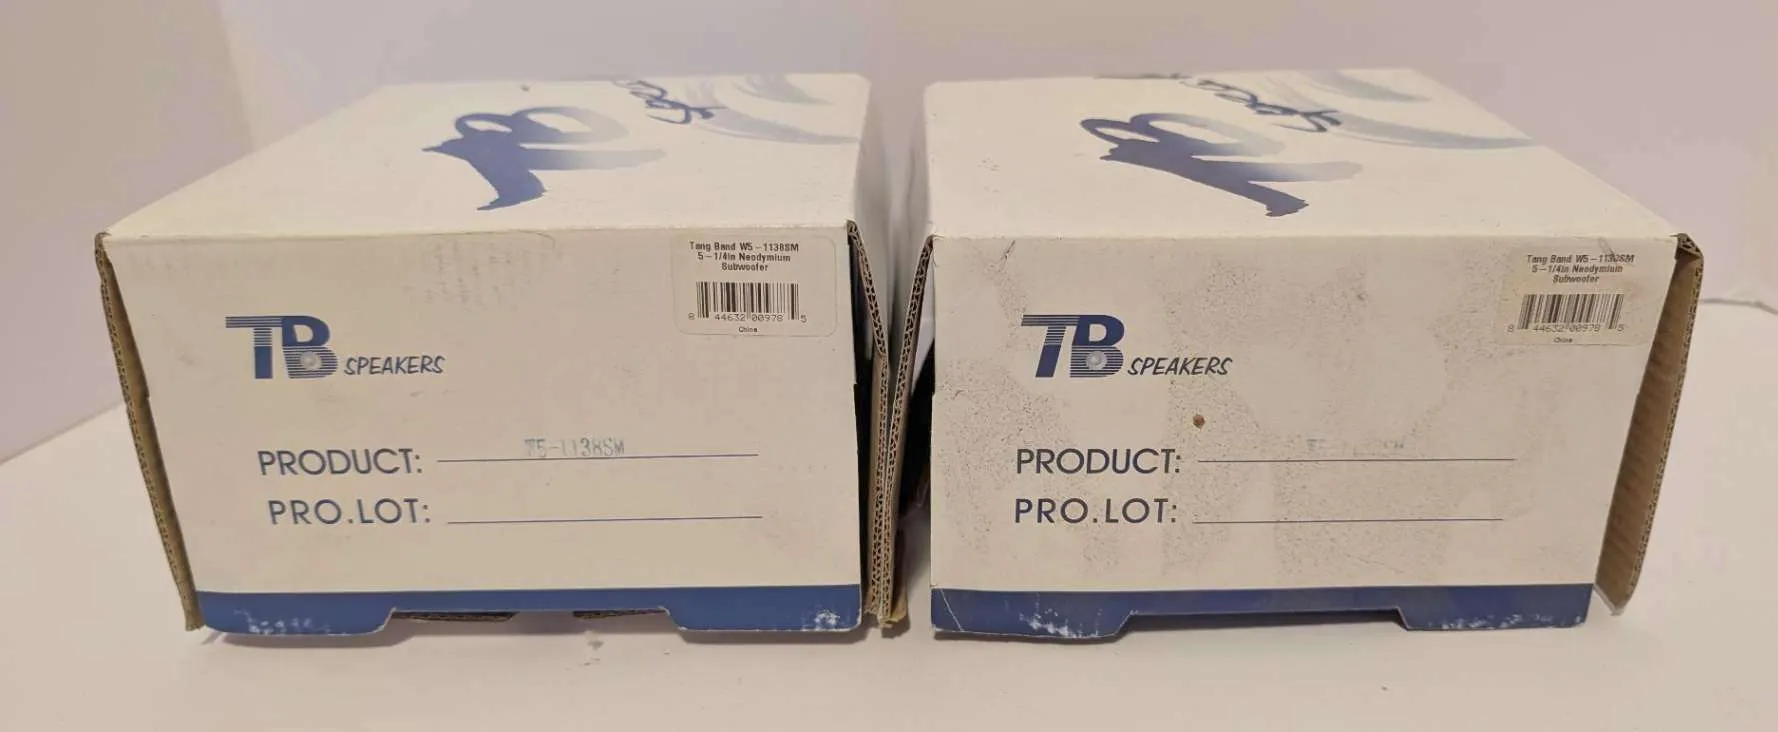 Tang Band W5-1138SM
5-1/4in Neodymium
Subwoofer
8 44632 00978 5
China
TB SPEAKERS
PRODUCT: W5-1138SM
PRO.LOT:
Tang Band W5-1138SM
5-1/4in Neodymium
Subwoofer
8 44632 00978 5
China
TB SPEAKERS
PRODUCT:
PRO.LOT: